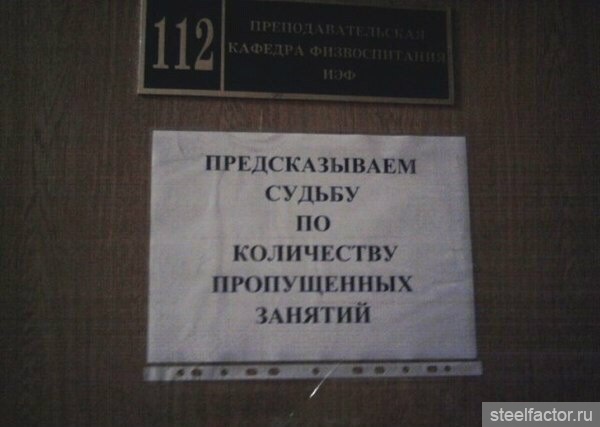 112
ПРЕПОДАВАТЕЛЬСКАЯ
КАФЕДРА ФИЗВОСПИТАНИЯ
ИЭФ
ПРЕДСКАЗЫВАЕМ
СУДЬБУ
ПО
КОЛИЧЕСТВУ
ПРОПУЩЕННЫХ
ЗАНЯТИЙ
steelfactor.ru